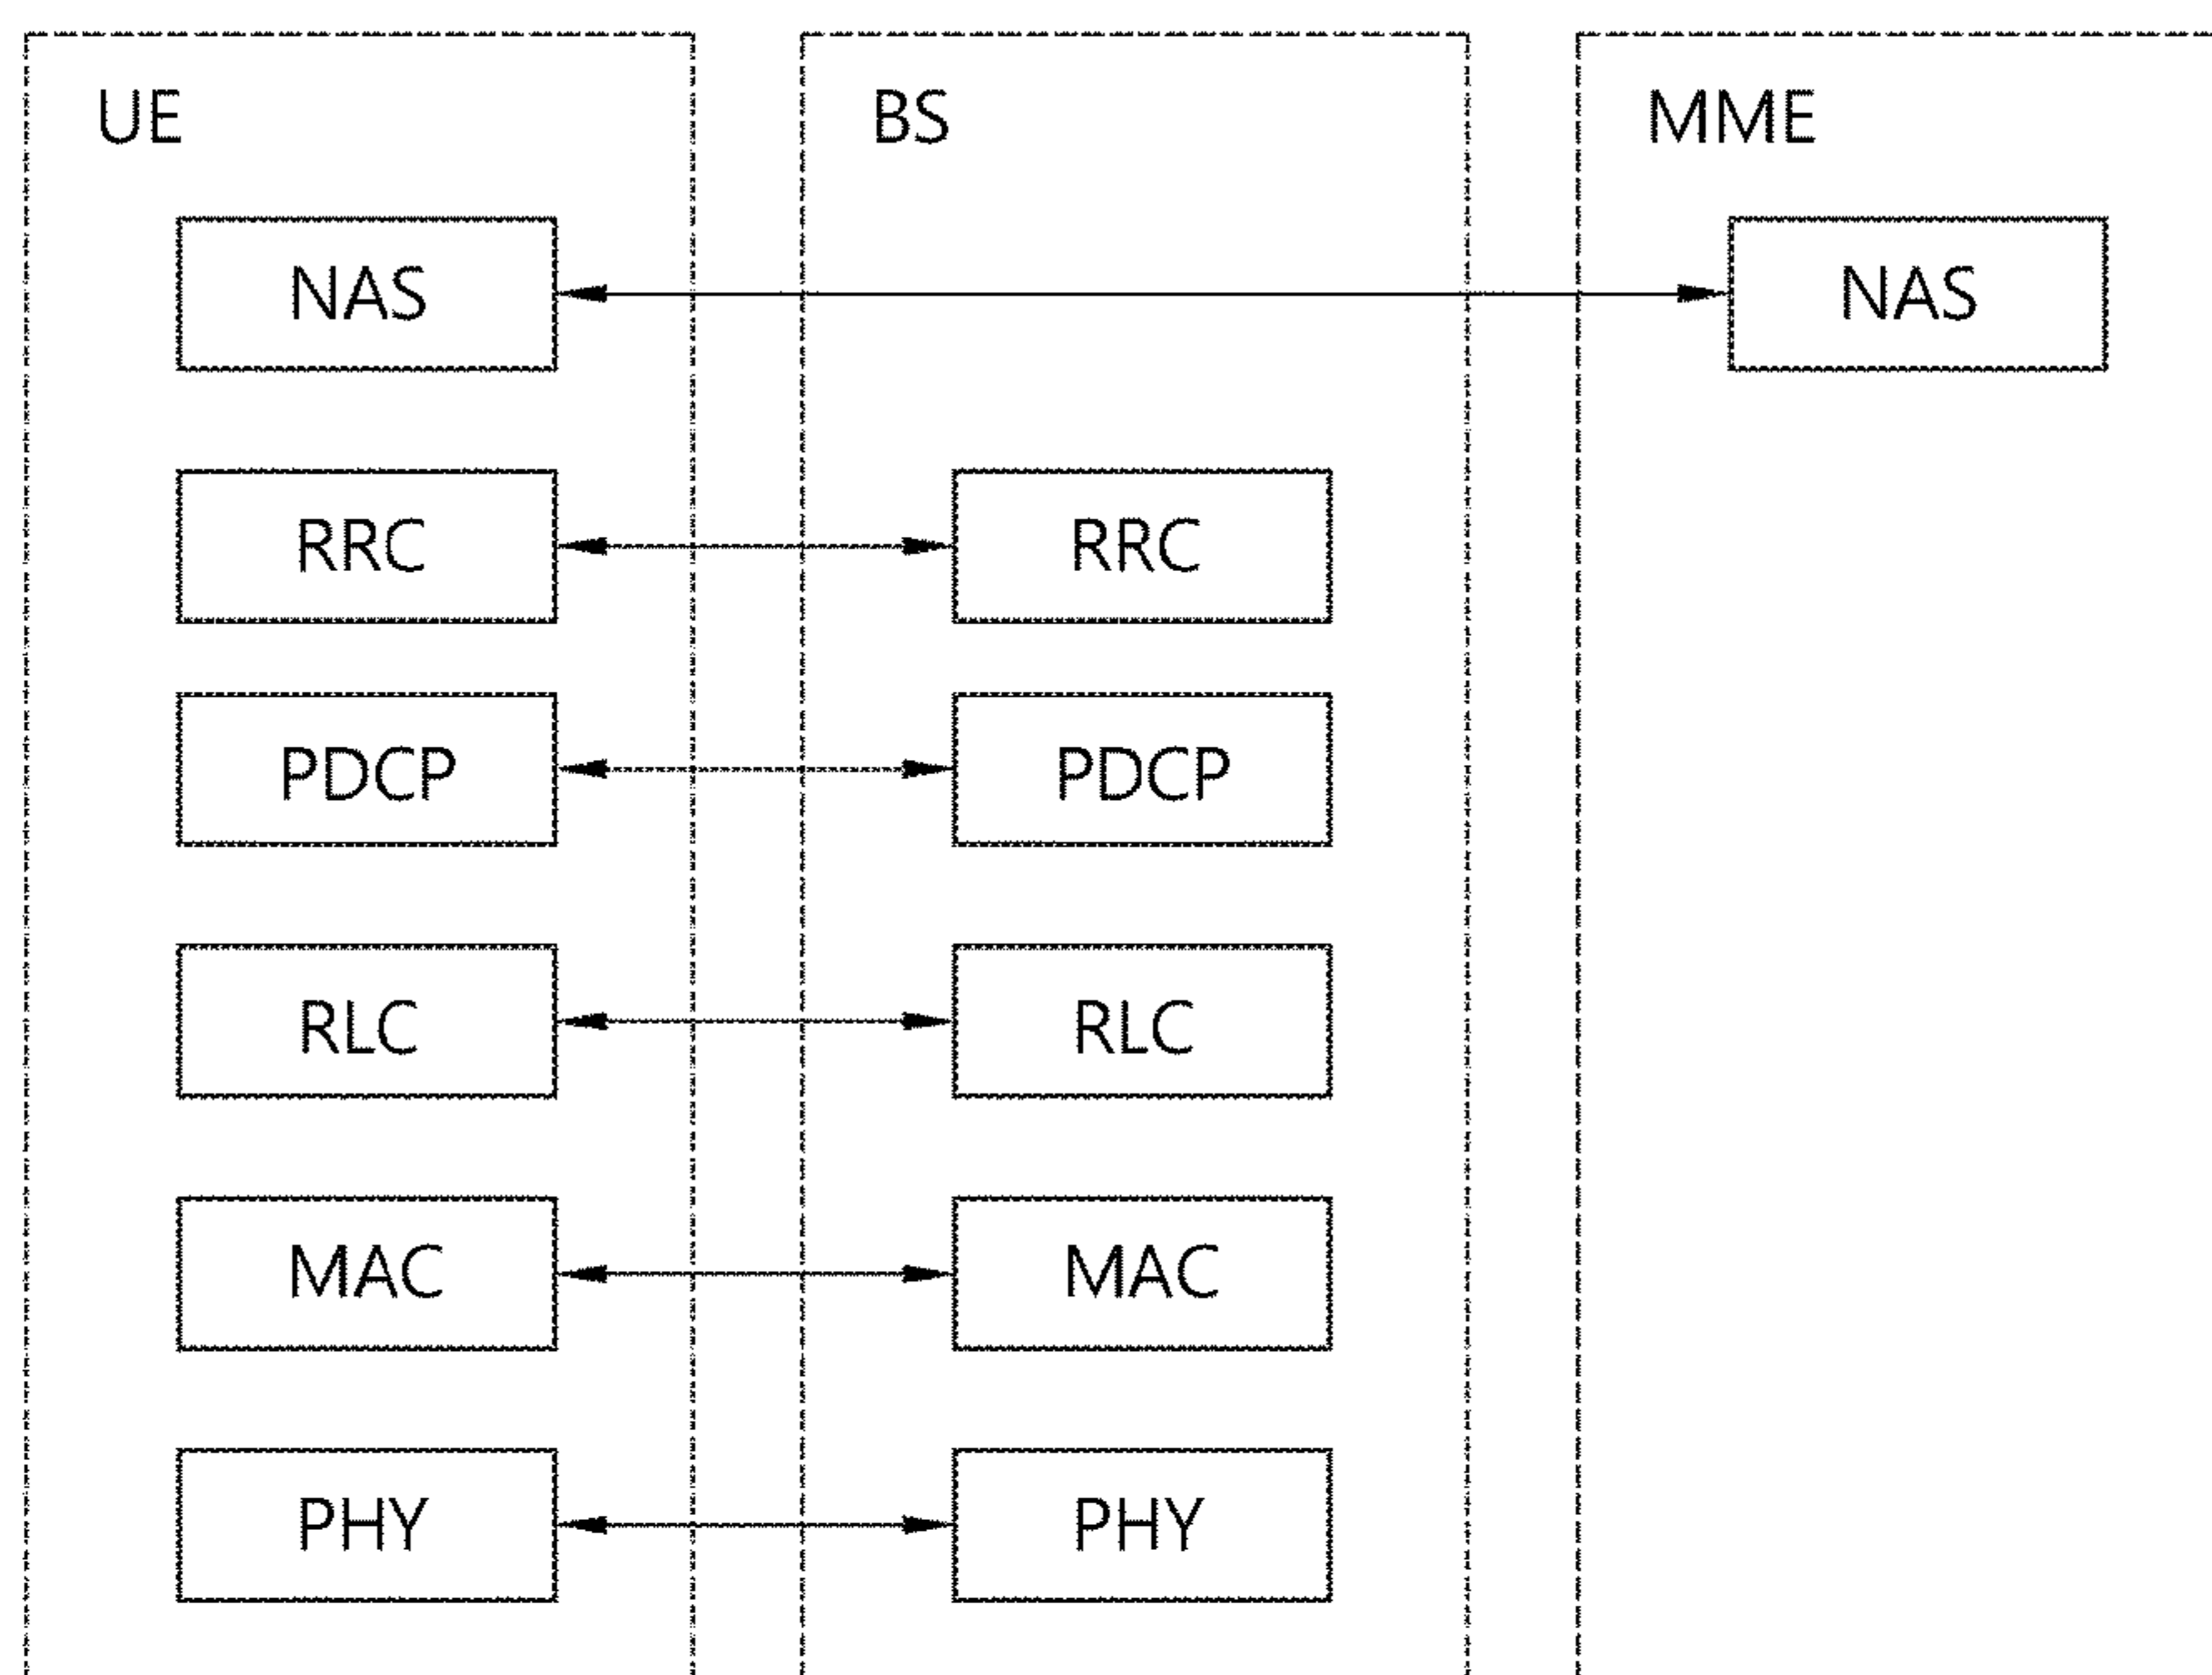 UE BS MME
NAS NAS
RRC RRC
PDCP PDCP
RLC RLC
MAC MAC
PHY PHY